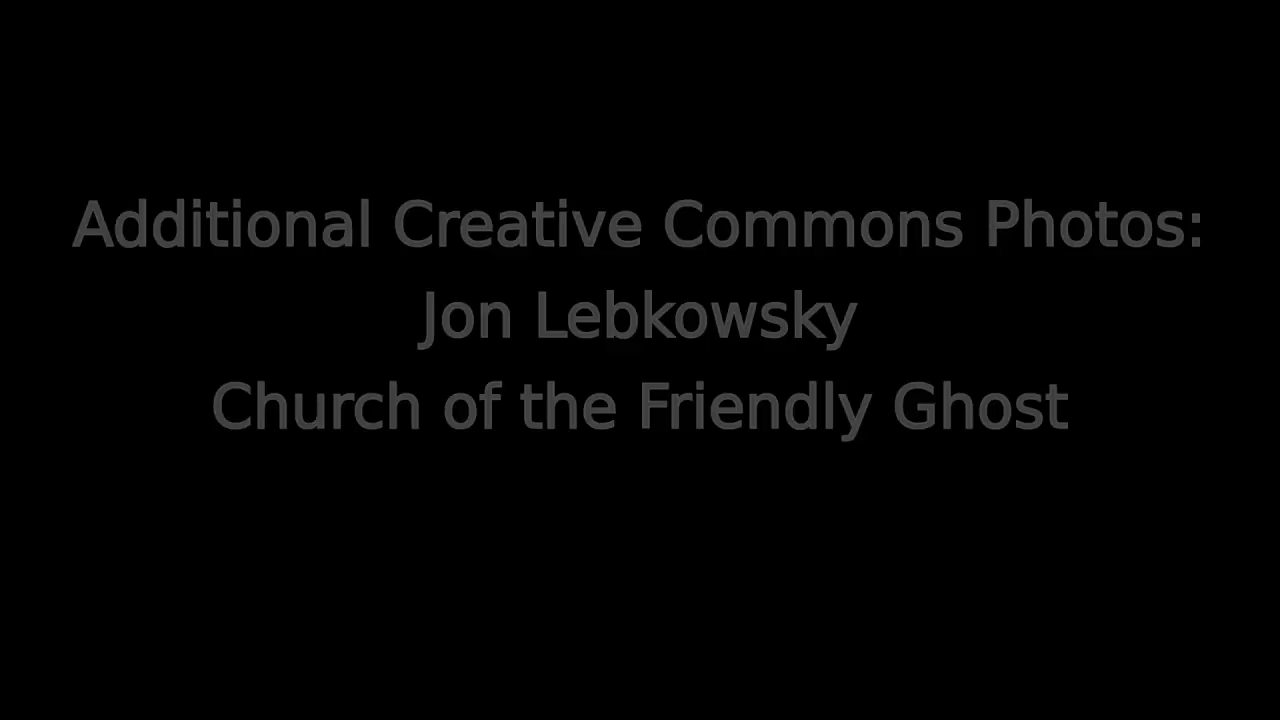 Additional Creative Commons Photos:
Jon Lebkowsky
Church of the Friendly Ghost